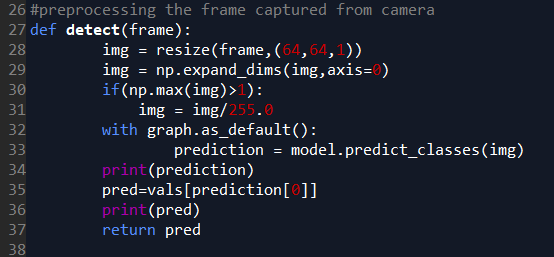 26 #preprocessing the frame captured from camera
27 def detect(frame):
28         img = resize(frame,(64,64,1))
29         img = np.expand_dims(img,axis=0)
30         if(np.max(img)>1):
31             img = img/255.0
32         with graph.as_default():
33                 prediction = model.predict_classes(img)
34         print(prediction)
35         pred=vals[prediction[0]]
36         print(pred)
37         return pred
38